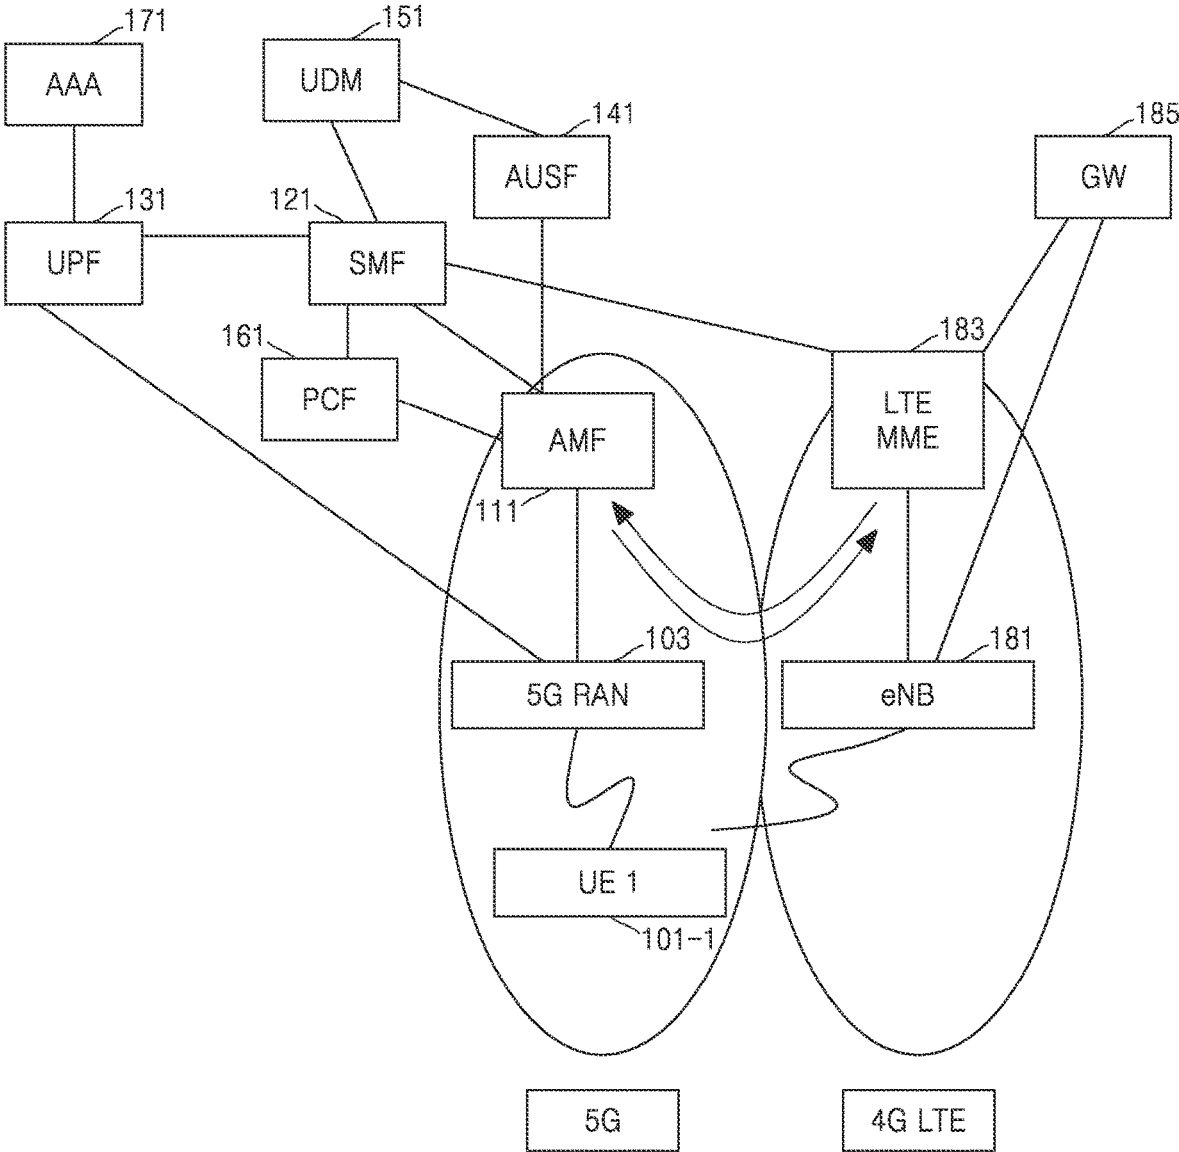 171
151
AAA
UDM
141
185
AUSF
GW
131
121
UPF
SMF
161
183
PCF
LTE
MME
AMF
111
103
181
5G RAN
eNB
UE 1
101-1
5G
4G LTE